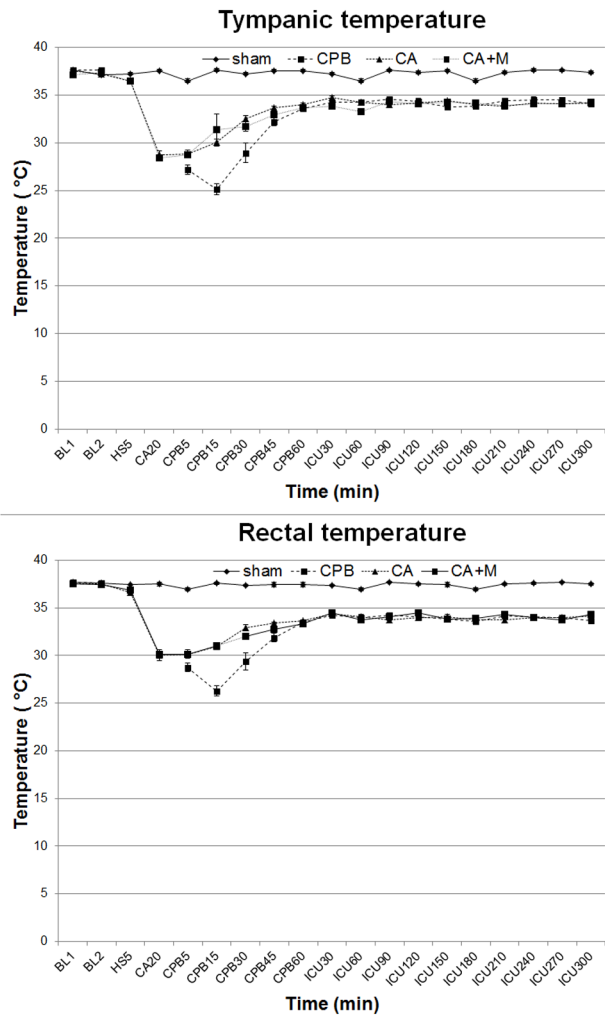 Tympanic temperature
sham CPB CA CA+M
Temperature ( °C)
40
35
30
25
20
15
10
5
0
BL1 BL2 HS5 CA20 CPB5 CPB15 CPB30 CPB45 CPB60 ICU30 ICU60 ICU90 ICU120 ICU150 ICU180 ICU210 ICU240 ICU270 ICU300
Time (min)
Rectal temperature
sham CPB CA CA+M
Temperature ( °C)
40
35
30
25
20
15
10
5
0
BL1 BL2 HS5 CA20 CPB5 CPB15 CPB30 CPB45 CPB60 ICU30 ICU60 ICU90 ICU120 ICU150 ICU180 ICU210 ICU240 ICU270 ICU300
Time (min)